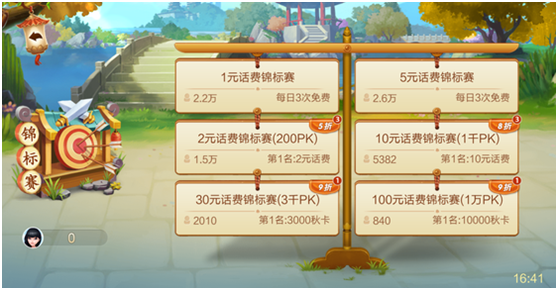 1元话费锦标赛
2.2万 每日3次免费
5元话费锦标赛
2.6万 每日3次免费
3
5折
2元话费锦标赛(200PK)
1.5万 第1名:2元话费
3
8折
10元话费锦标赛(1千PK)
5382 第1名:10元话费
1
9折
30元话费锦标赛(3千PK)
2010 第1名:3000秋卡
1
9折
100元话费锦标赛(1万PK)
840 第1名:10000秋卡
锦
标
赛
0
16:41